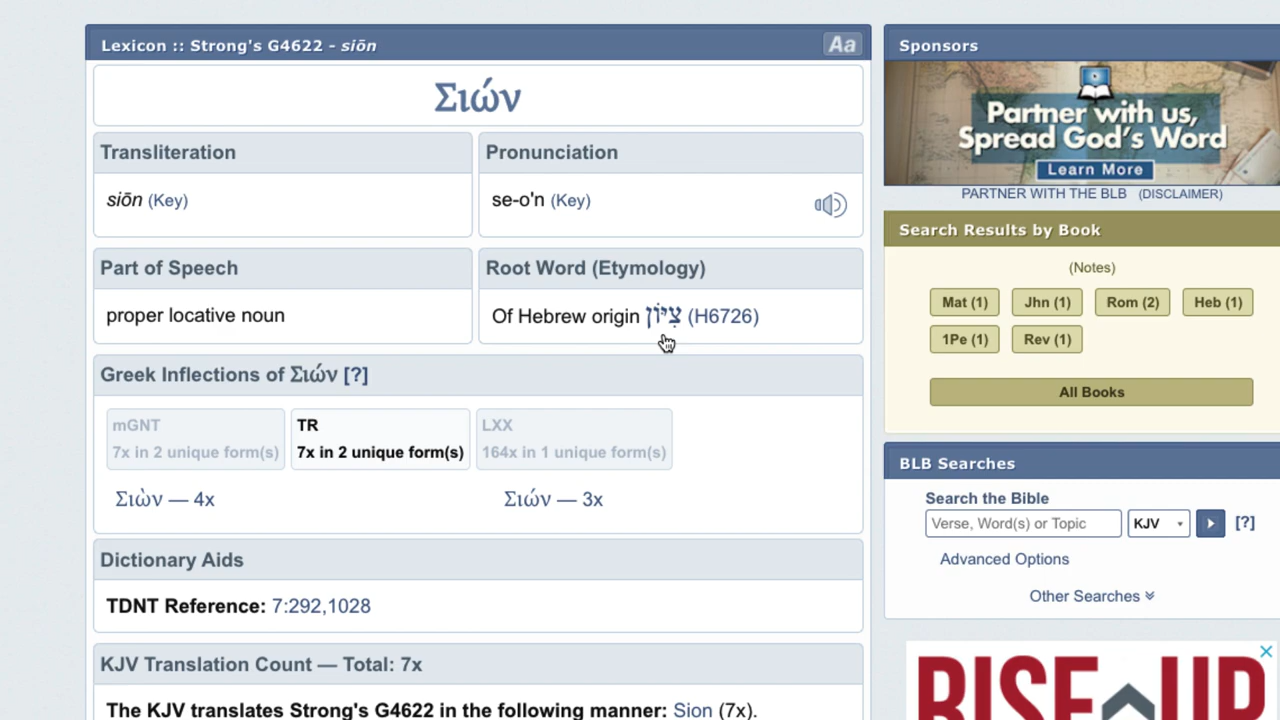 Lexicon :: Strong's G4622 - siōn
Aa
Σιών
Transliteration
siōn (Key)
Pronunciation
se-o'n (Key)
Part of Speech
proper locative noun
Root Word (Etymology)
Of Hebrew origin צִיּוֹן (H6726)
Greek Inflections of Σιών [?]
mGNT
7x in 2 unique form(s)
TR
7x in 2 unique form(s)
LXX
164x in 1 unique form(s)
Σιὼν — 4x
Σιών — 3x
Dictionary Aids
TDNT Reference: 7:292,1028
KJV Translation Count — Total: 7x
The KJV translates Strong's G4622 in the following manner: Sion (7x).
Sponsors
Partner with us,
Spread God's Word
Learn More
PARTNER WITH THE BLB (DISCLAIMER)
Search Results by Book
(Notes)
Mat (1) Jhn (1) Rom (2) Heb (1)
1Pe (1) Rev (1)
All Books
BLB Searches
Search the Bible
Verse, Word(s) or Topic KJV [?]
Advanced Options
Other Searches
RISE UP